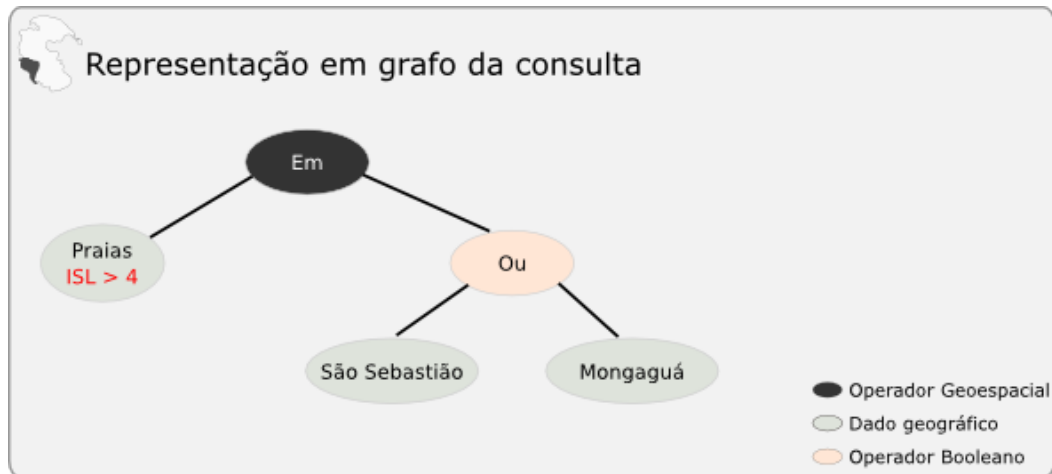 Representação em grafo da consulta
Em
Praias
ISL > 4
Ou
São Sebastião
Mongaguá
Operador Geoespacial
Dado geográfico
Operador Booleano